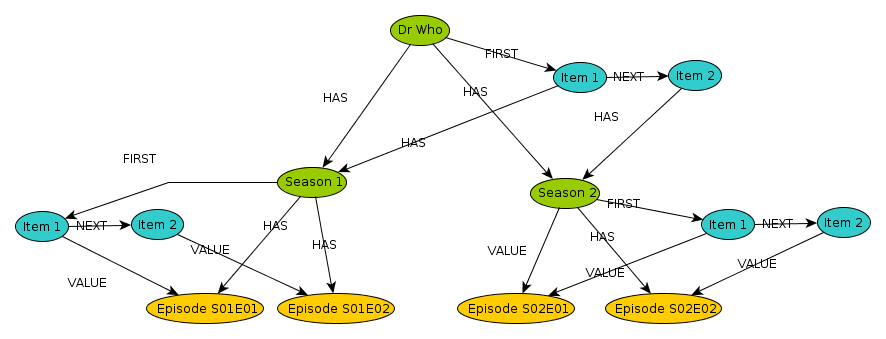 Dr Who
FIRST
Item 1
NEXT
Item 2
HAS
HAS
HAS
HAS
FIRST
Season 1
Season 2
FIRST
Item 1
NEXT
Item 2
HAS
HAS
VALUE
VALUE
HAS
VALUE
Item 1
NEXT
Item 2
VALUE
VALUE
Episode S01E01
Episode S01E02
Episode S02E01
Episode S02E02